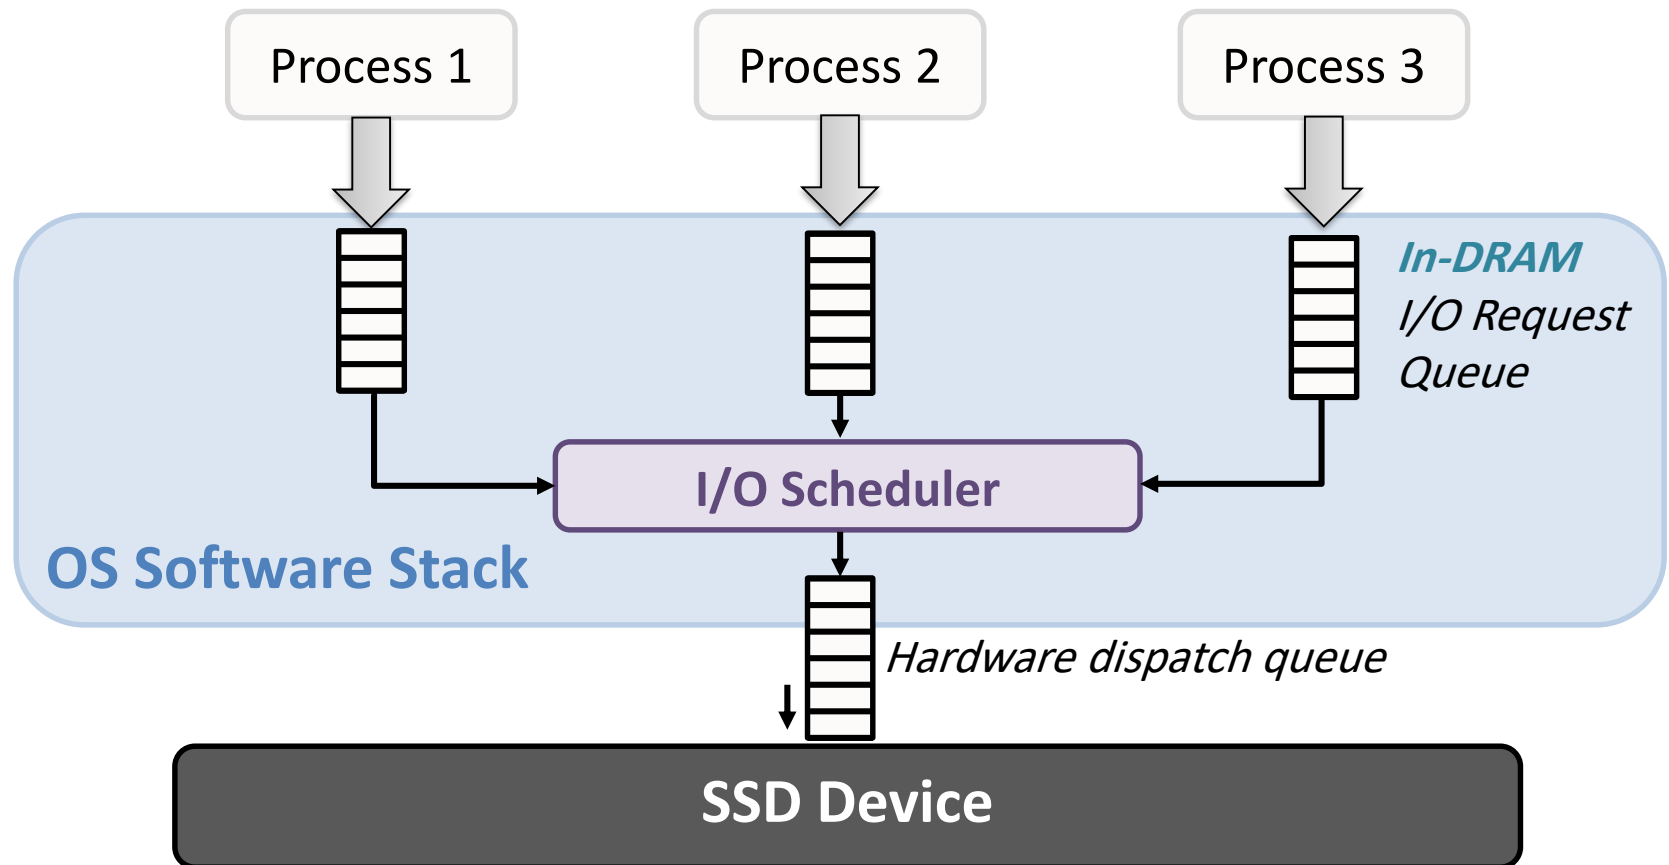 Process 1
Process 2
Process 3
In-DRAM
I/O Request
Queue
I/O Scheduler
OS Software Stack
Hardware dispatch queue
SSD Device